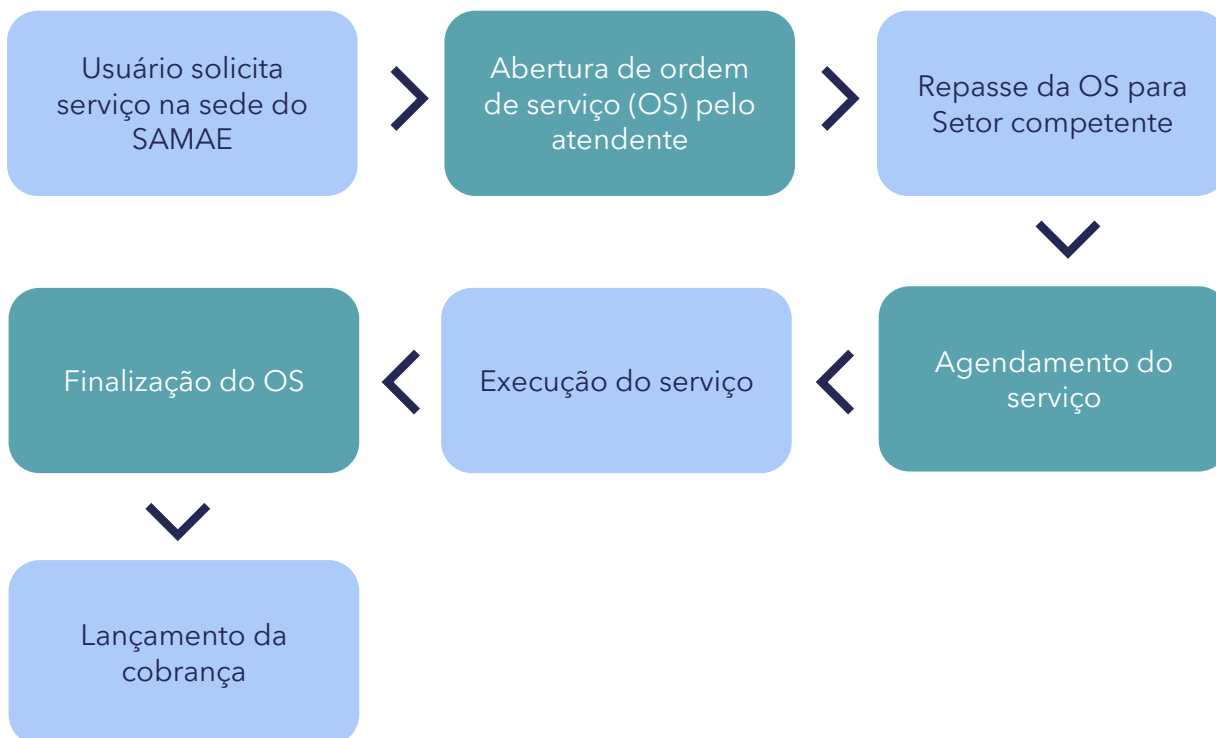 Usuário solicita
serviço na sede do
SAMAE
Abertura de ordem
de serviço (OS) pelo
atendente
Repasse da OS para
Setor competente
Agendamento do
serviço
Execução do serviço
Finalização do OS
Lançamento da
cobrança